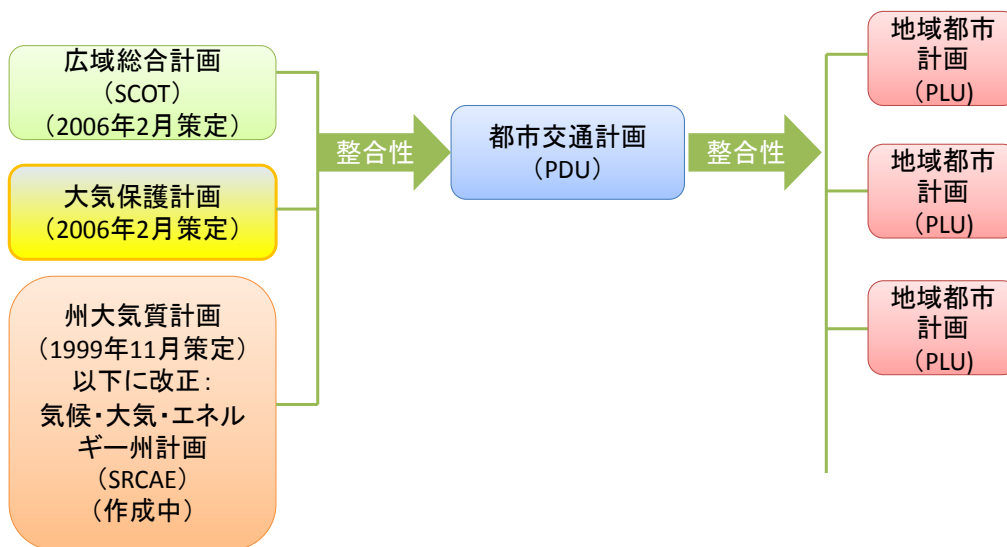 広域総合計画
（SCOT）
（2006年2月策定）
大気保護計画
（2006年2月策定）
州大気質計画
（1999年11月策定）
以下に改正：
気候・大気・エネル
ギー州計画
（SRCAE）
（作成中）
整合性
都市交通計画
（PDU）
整合性
地域都市
計画
（PLU)
地域都市
計画
（PLU)
地域都市
計画
（PLU)